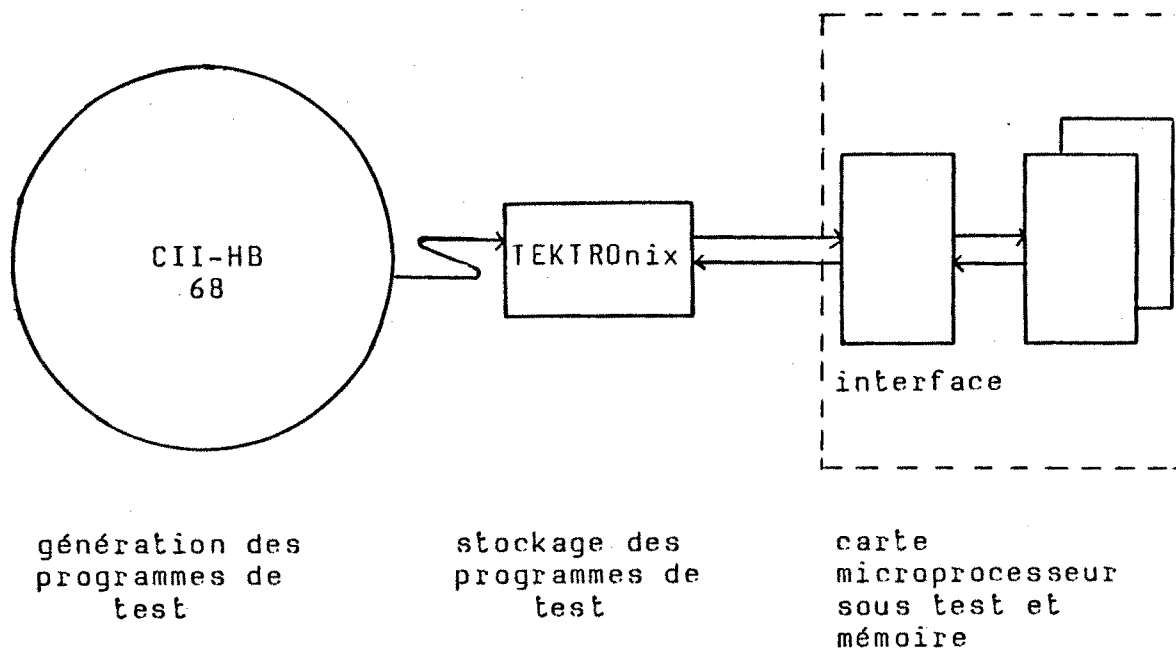 CII-HB
68
TEKTROnix
interface
génération des
programmes de
test
stockage des
programmes de
test
carte
microprocesseur
sous test et
mémoire